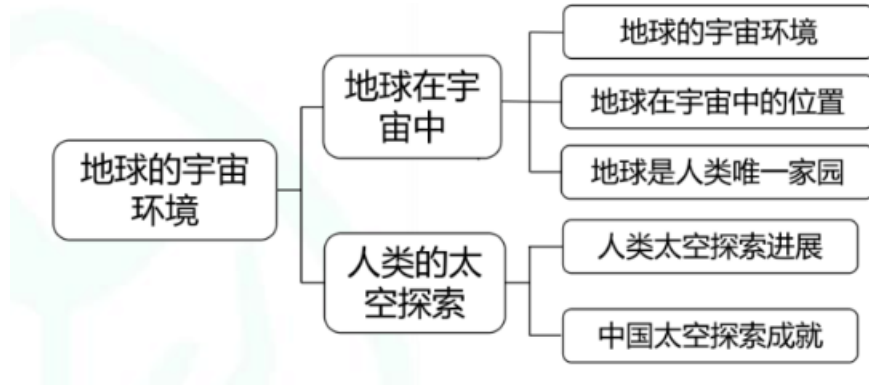 地球的宇宙
环境
地球在宇
宙中
地球的宇宙环境
地球在宇宙中的位置
地球是人类唯一家园
人类的太
空探索
人类太空探索进展
中国太空探索成就